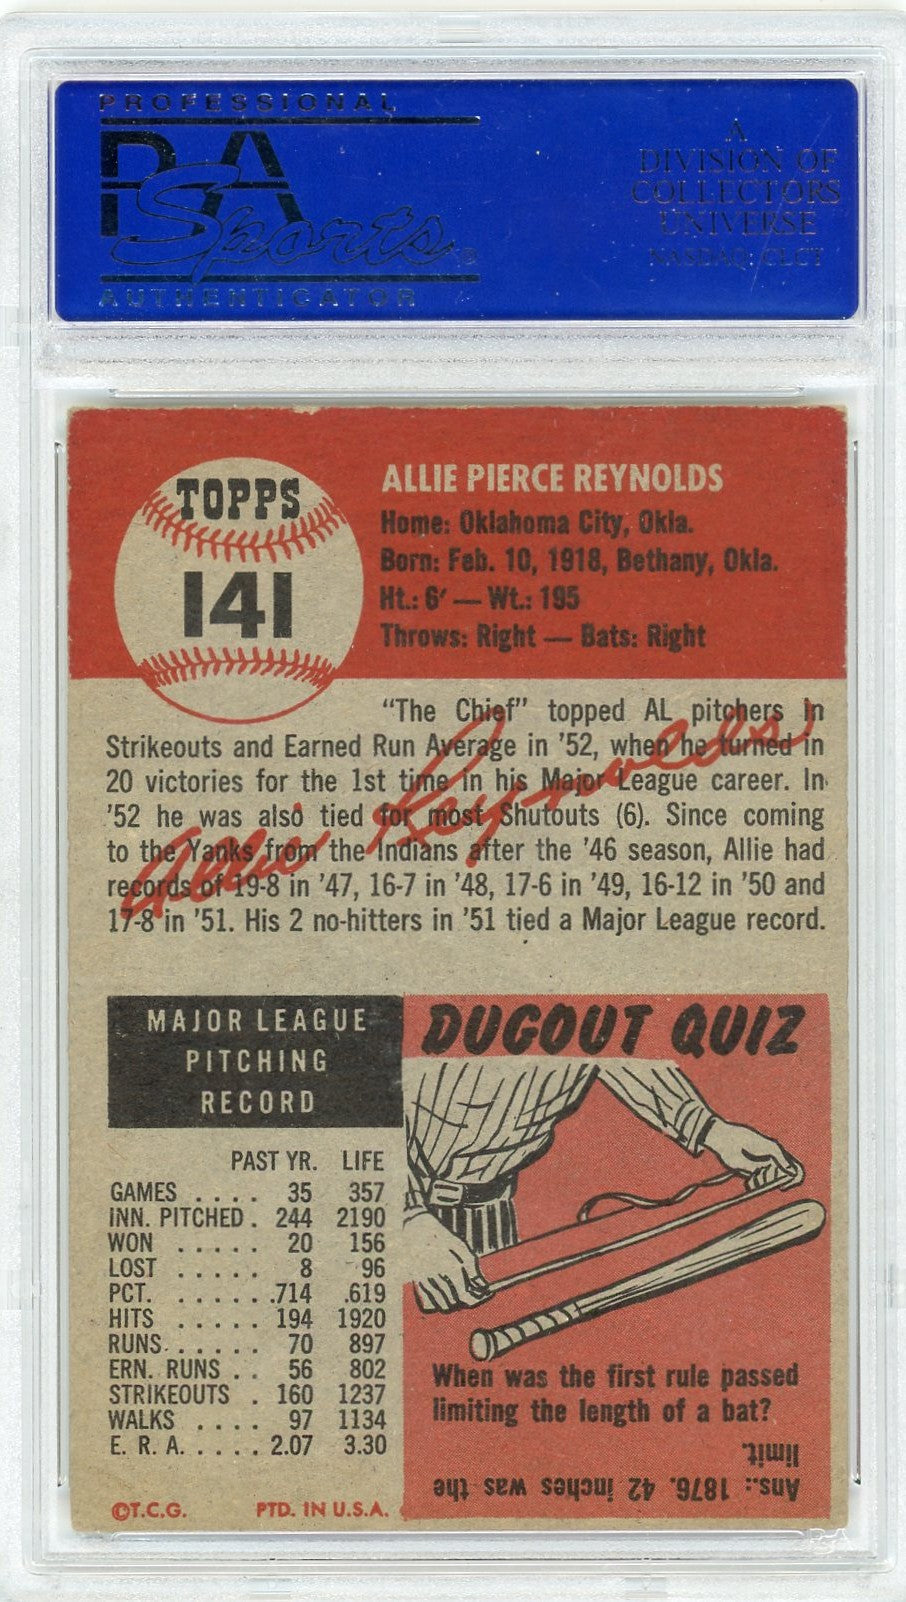 PROFESSIONAL
PSA
Sports®
AUTHENTICATOR
A
DIVISION OF
COLLECTORS
UNIVERSE
NASDAQ: CLCT
TOPPS
141
ALLIE PIERCE REYNOLDS
Home: Oklahoma City, Okla.
Born: Feb. 10, 1918, Bethany, Okla.
Ht.: 6' — Wt.: 195
Throws: Right — Bats: Right
"The Chief" topped AL pitchers in
Strikeouts and Earned Run Average in '52, when he turned in
20 victories for the 1st time in his Major League career. In
'52 he was also tied for most Shutouts (6). Since coming
to the Yanks from the Indians after the '46 season, Allie had
records of 19-8 in '47, 16-7 in '48, 17-6 in '49, 16-12 in '50 and
17-8 in '51. His 2 no-hitters in '51 tied a Major League record.
Allie Reynolds
MAJOR LEAGUE
PITCHING
RECORD
PAST YR. LIFE
GAMES .... 35 357
INN. PITCHED . 244 2190
WON ..... 20 156
LOST ..... 8 96
PCT. ...... .714 .619
HITS ..... 194 1920
RUNS...... 70 897
ERN. RUNS .. 56 802
STRIKEOUTS . 160 1237
WALKS .... 97 1134
E. R. A. .... 2.07 3.30
©T.C.G. PTD. IN U.S.A.
DUGOUT QUIZ
When was the first rule passed
limiting the length of a bat?
Ans.: 1876. 42 inches was the
limit.
PSA